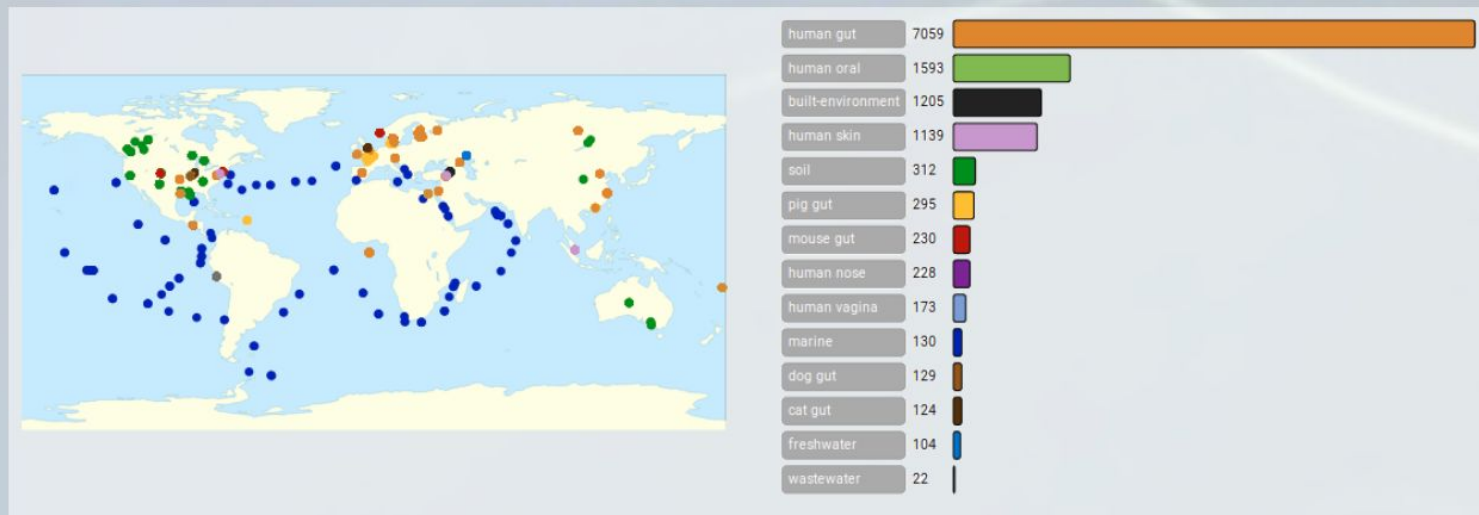 human gut 7059
human oral 1593
built-environment 1205
human skin 1139
soil 312
pig gut 295
mouse gut 230
human nose 228
human vagina 173
marine 130
dog gut 129
cat gut 124
freshwater 104
wastewater 22